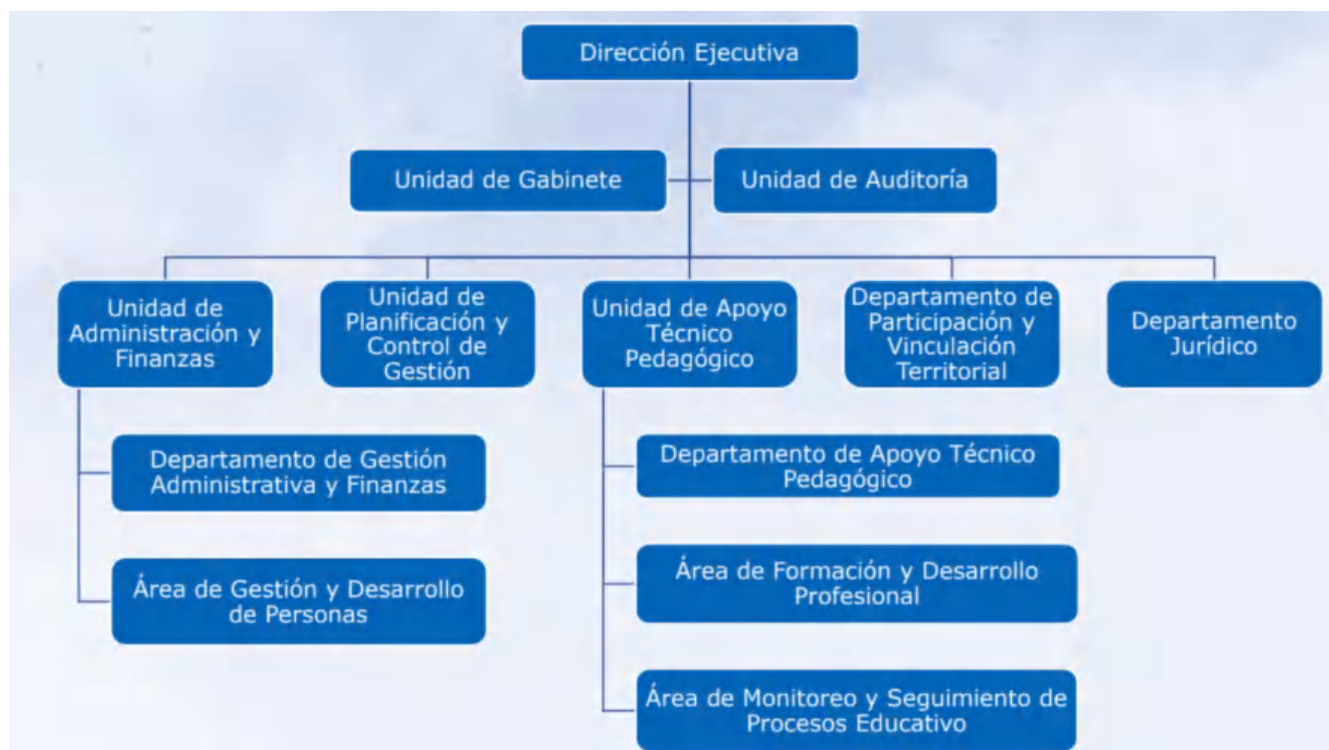 Dirección Ejecutiva
Unidad de Gabinete
Unidad de Auditoría
Unidad de
Administración y
Finanzas
Unidad de
Planificación y
Control de
Gestión
Unidad de Apoyo
Técnico
Pedagógico
Departamento de
Participación y
Vinculación
Territorial
Departamento
Jurídico
Departamento de Gestión
Administrativa y Finanzas
Área de Gestión y Desarrollo
de Personas
Departamento de Apoyo Técnico
Pedagógico
Área de Formación y Desarrollo
Profesional
Área de Monitoreo y Seguimiento de
Procesos Educativo